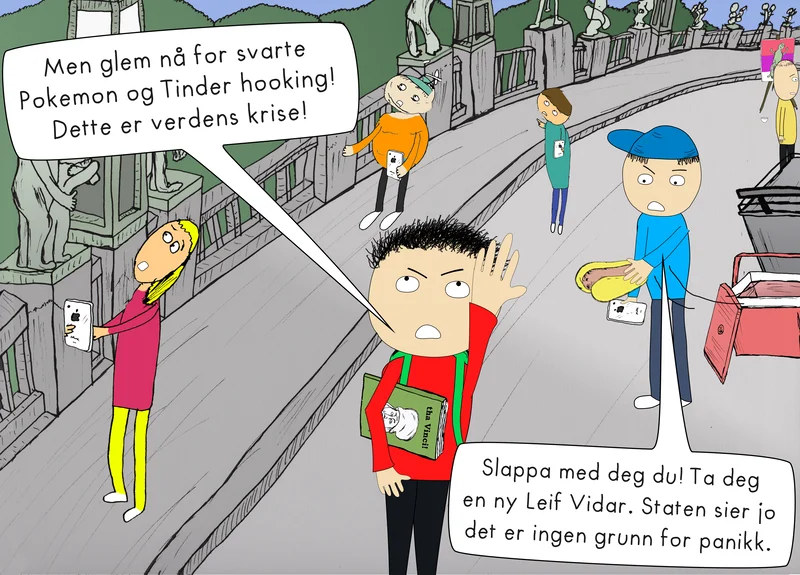 Men glem nå for svarte
Pokemon og Tinder hooking!
Dette er verdens krise!
tha Vinci!
Slappa med deg du! Ta deg
en ny Leif Vidar. Staten sier jo
det er ingen grunn for panikk.